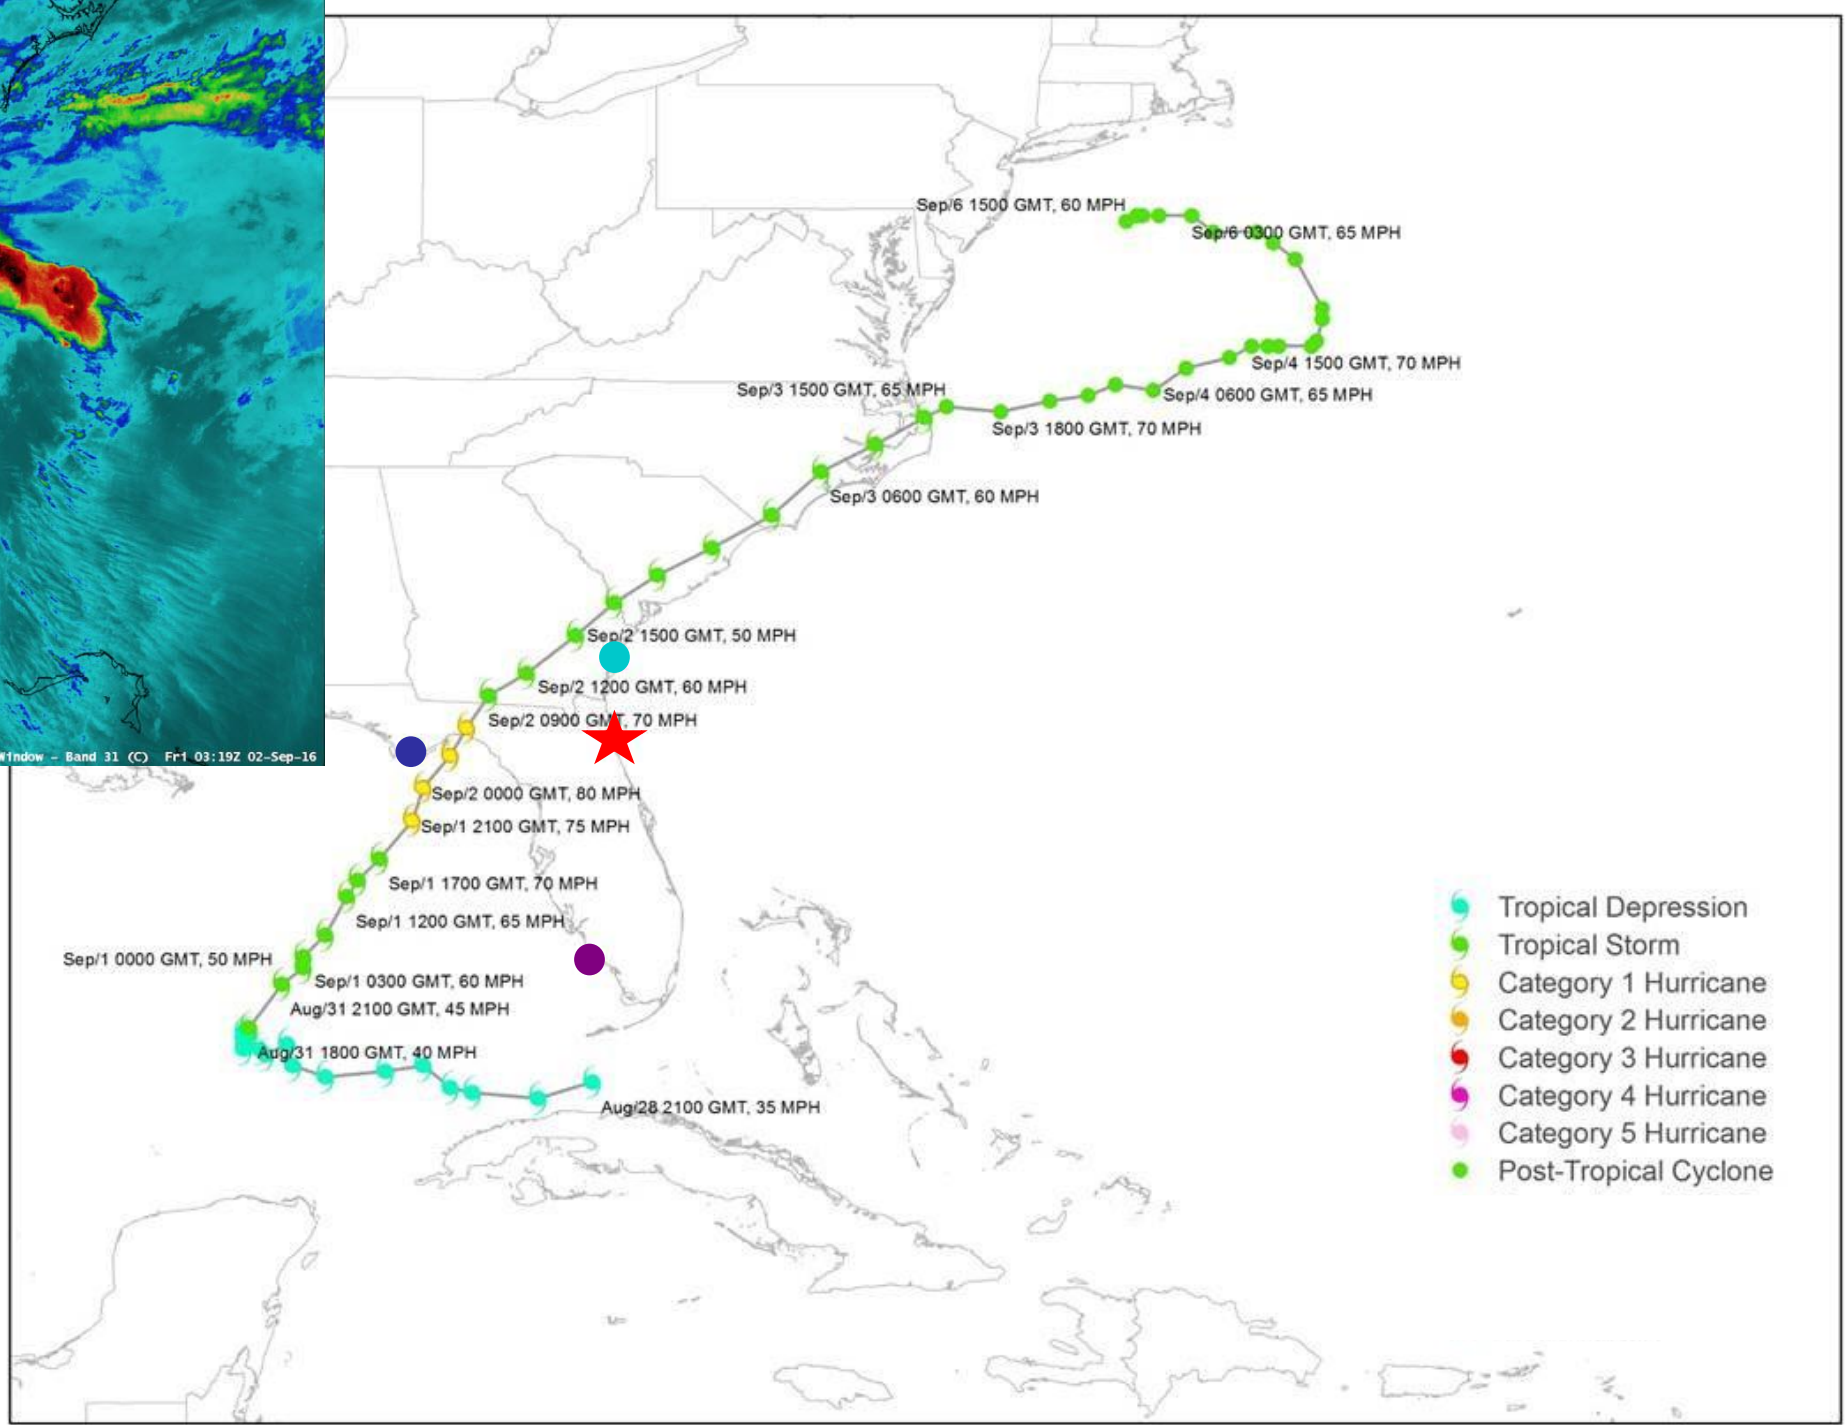 Window - Band 31 (C) Fri 03:19Z 02-Sep-16
Sep/6 1500 GMT, 60 MPH
Sep/6 0300 GMT, 65 MPH
Sep/4 1500 GMT, 70 MPH
Sep/3 1500 GMT, 65 MPH
Sep/4 0600 GMT, 65 MPH
Sep/3 1800 GMT, 70 MPH
Sep/3 0600 GMT, 60 MPH
Sep/2 1500 GMT, 50 MPH
Sep/2 1200 GMT, 60 MPH
Sep/2 0900 GMT, 70 MPH
Sep/2 0000 GMT, 80 MPH
Sep/1 2100 GMT, 75 MPH
Sep/1 1700 GMT, 70 MPH
Sep/1 1200 GMT, 65 MPH
Sep/1 0000 GMT, 50 MPH
Sep/1 0300 GMT, 60 MPH
Aug/31 2100 GMT, 45 MPH
Aug/31 1800 GMT, 40 MPH
Aug/28 2100 GMT, 35 MPH
Tropical Depression
Tropical Storm
Category 1 Hurricane
Category 2 Hurricane
Category 3 Hurricane
Category 4 Hurricane
Category 5 Hurricane
Post-Tropical Cyclone